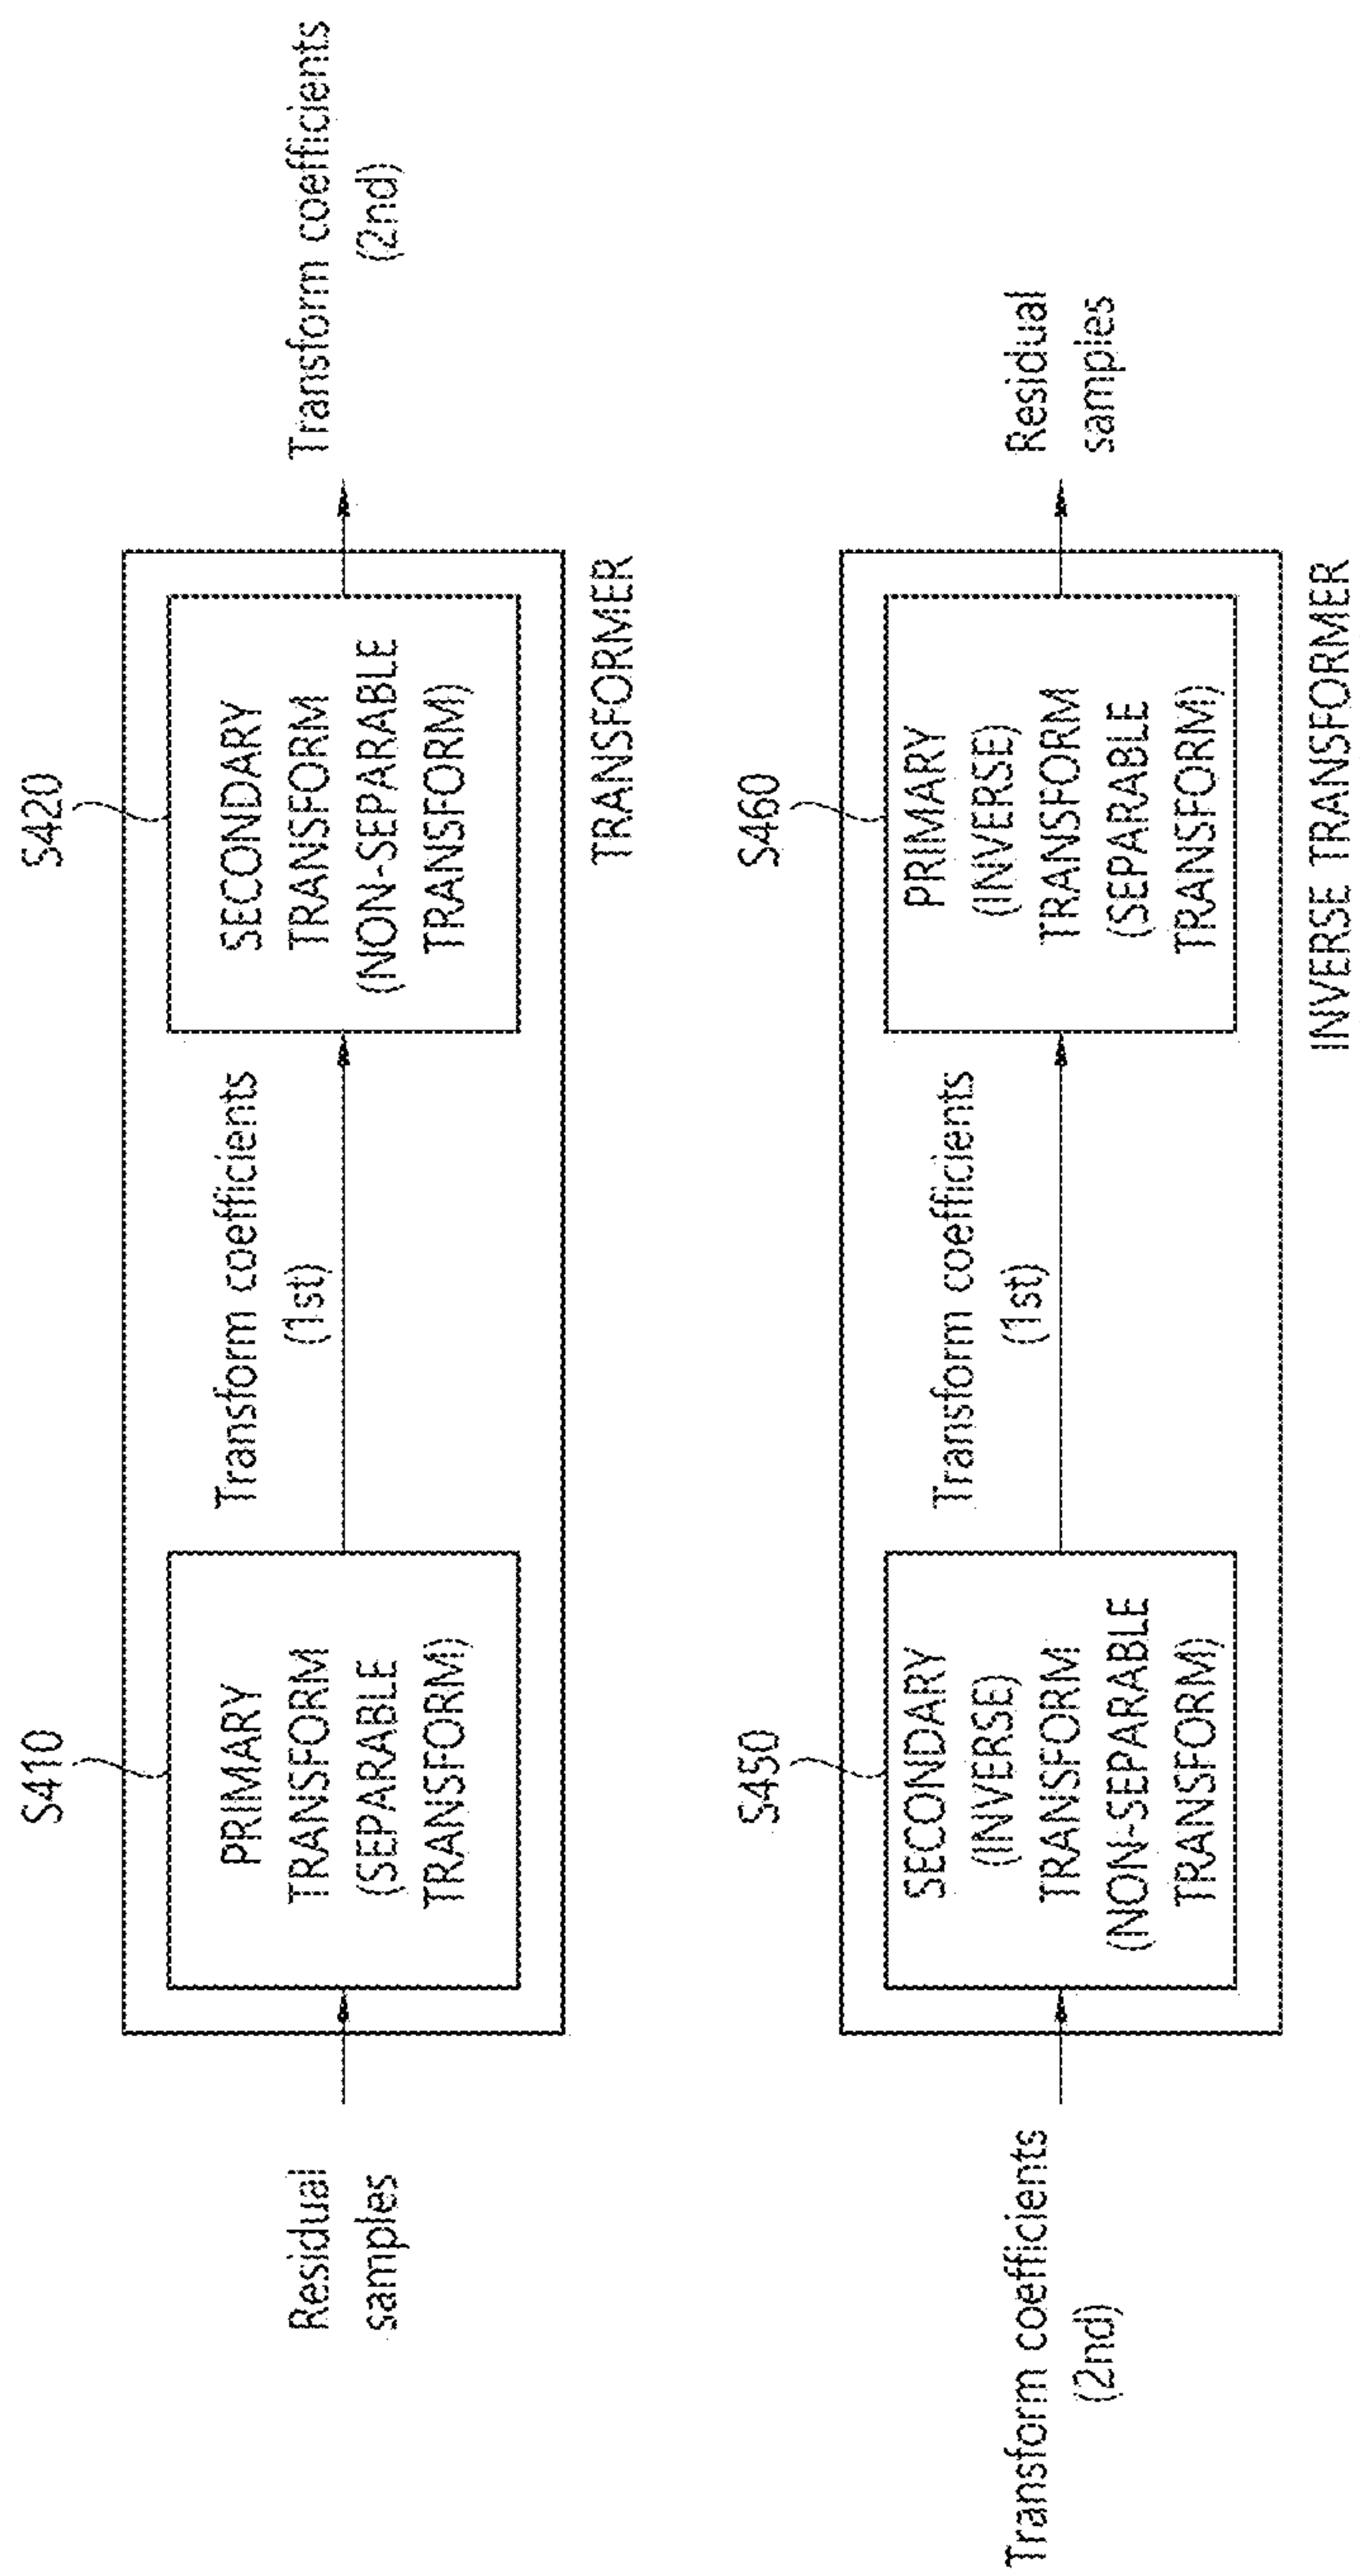 S410
S420
Residual
samples
PRIMARY
TRANSFORM
(SEPARABLE
TRANSFORM)
Transform coefficients
(1st)
SECONDARY
TRANSFORM
(NON-SEPARABLE
TRANSFORM)
Transform coefficients
(2nd)
TRANSFORMER
S450
S460
Transform coefficients
(2nd)
SECONDARY
(INVERSE)
TRANSFORM
(NON-SEPARABLE
TRANSFORM)
Transform coefficients
(1st)
PRIMARY
(INVERSE)
TRANSFORM
(SEPARABLE
TRANSFORM)
Residual
samples
INVERSE TRANSFORMER